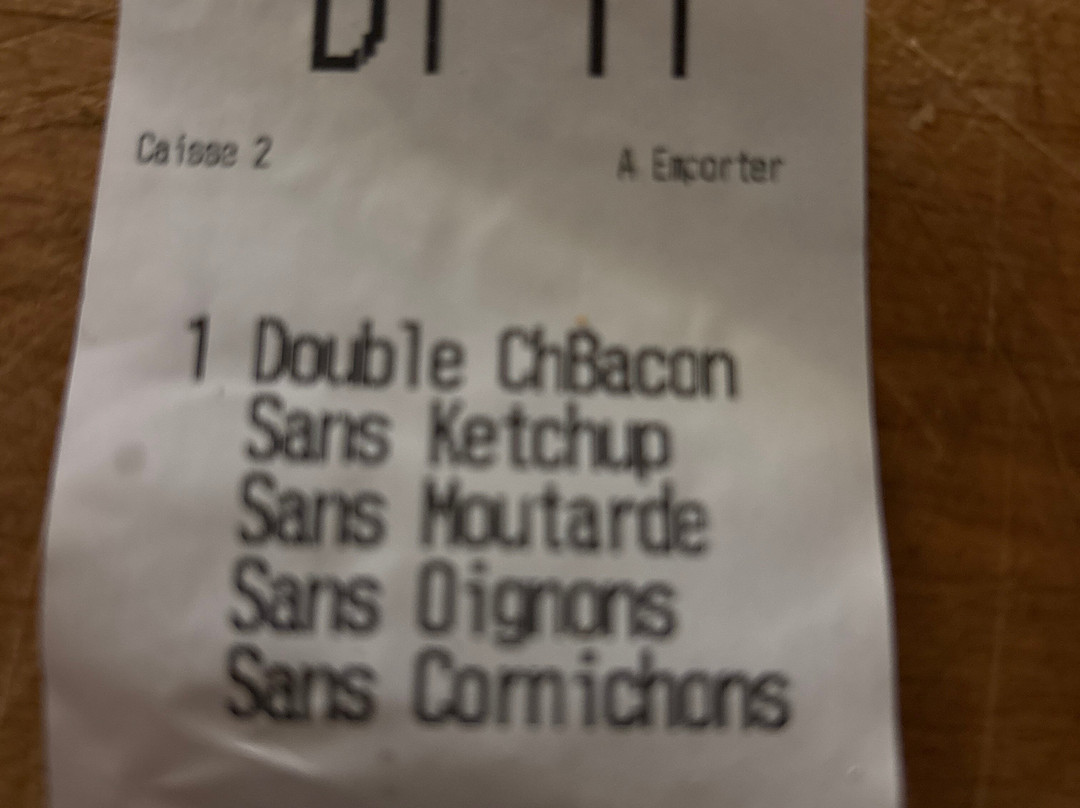 Caisse 2 A Emporter
1 Double ChBacon
Sans Ketchup
Sans Moutarde
Sans Oignons
Sans Cornichons